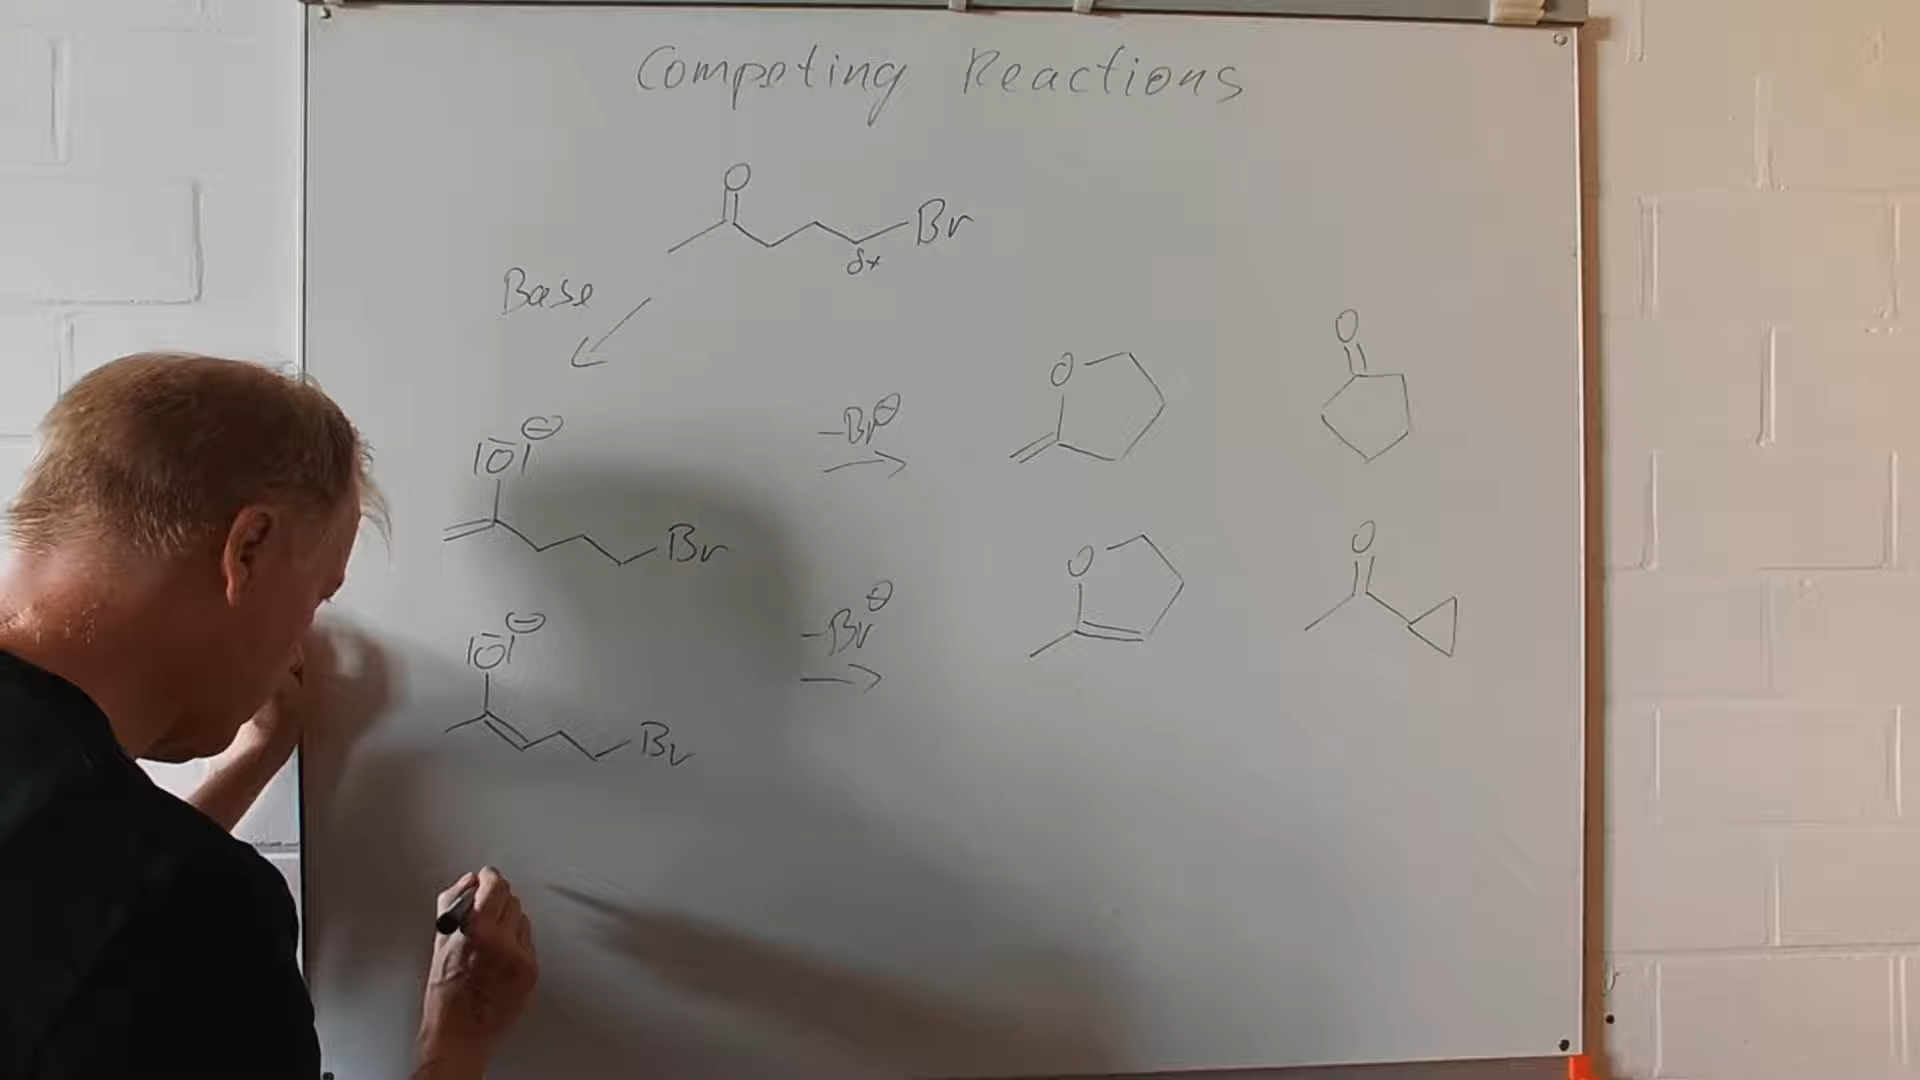 Competing Reactions
O
Br
δ+
Base
O
|O|⊖
-Br⊖
O
Br
O
|O|⊖
-Br⊖
O
Br